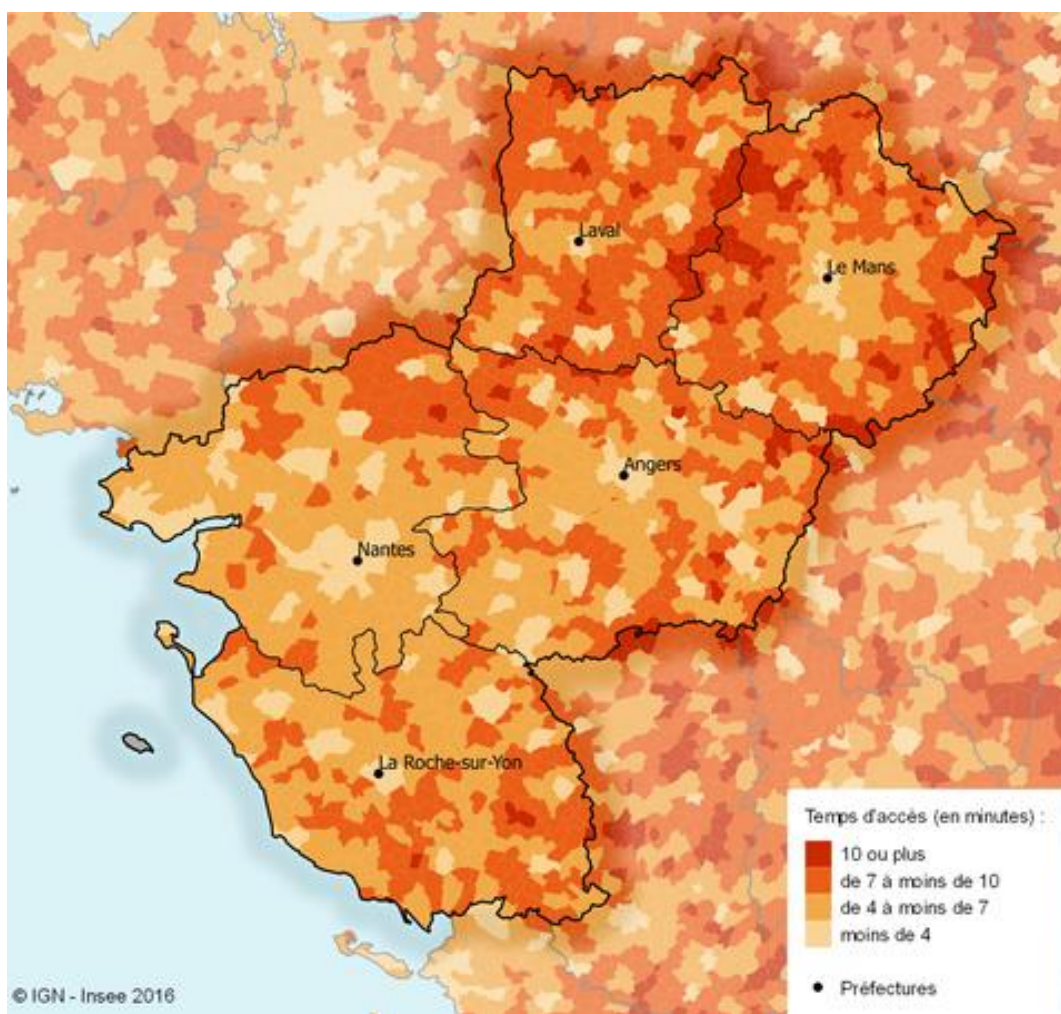 Laval
Le Mans
Angers
Nantes
La Roche-sur-Yon
Temps d'accès (en minutes) :
10 ou plus
de 7 à moins de 10
de 4 à moins de 7
moins de 4
Préfectures
© IGN - Insee 2016